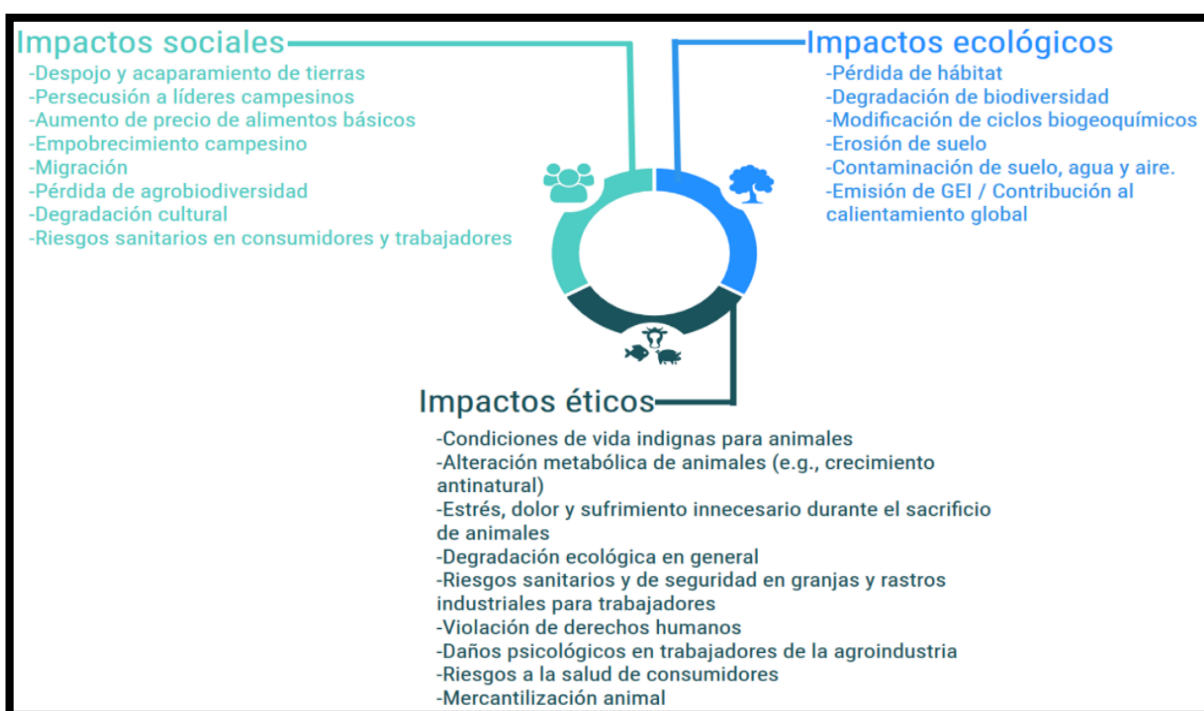 Impactos sociales
-Despojo y acaparamiento de tierras
-Persecusión a líderes campesinos
-Aumento de precio de alimentos básicos
-Empobrecimiento campesino
-Migración
-Pérdida de agrobiodiversidad
-Degradación cultural
-Riesgos sanitarios en consumidores y trabajadores
Impactos ecológicos
-Pérdida de hábitat
-Degradación de biodiversidad
-Modificación de ciclos biogeoquímicos
-Erosión de suelo
-Contaminación de suelo, agua y aire.
-Emisión de GEI / Contribución al
calientamiento global
Impactos éticos
-Condiciones de vida indignas para animales
-Alteración metabólica de animales (e.g., crecimiento
antinatural)
-Estrés, dolor y sufrimiento innecesario durante el sacrificio
de animales
-Degradación ecológica en general
-Riesgos sanitarios y de seguridad en granjas y rastros
industriales para trabajadores
-Violación de derechos humanos
-Daños psicológicos en trabajadores de la agroindustria
-Riesgos a la salud de consumidores
-Mercantilización animal